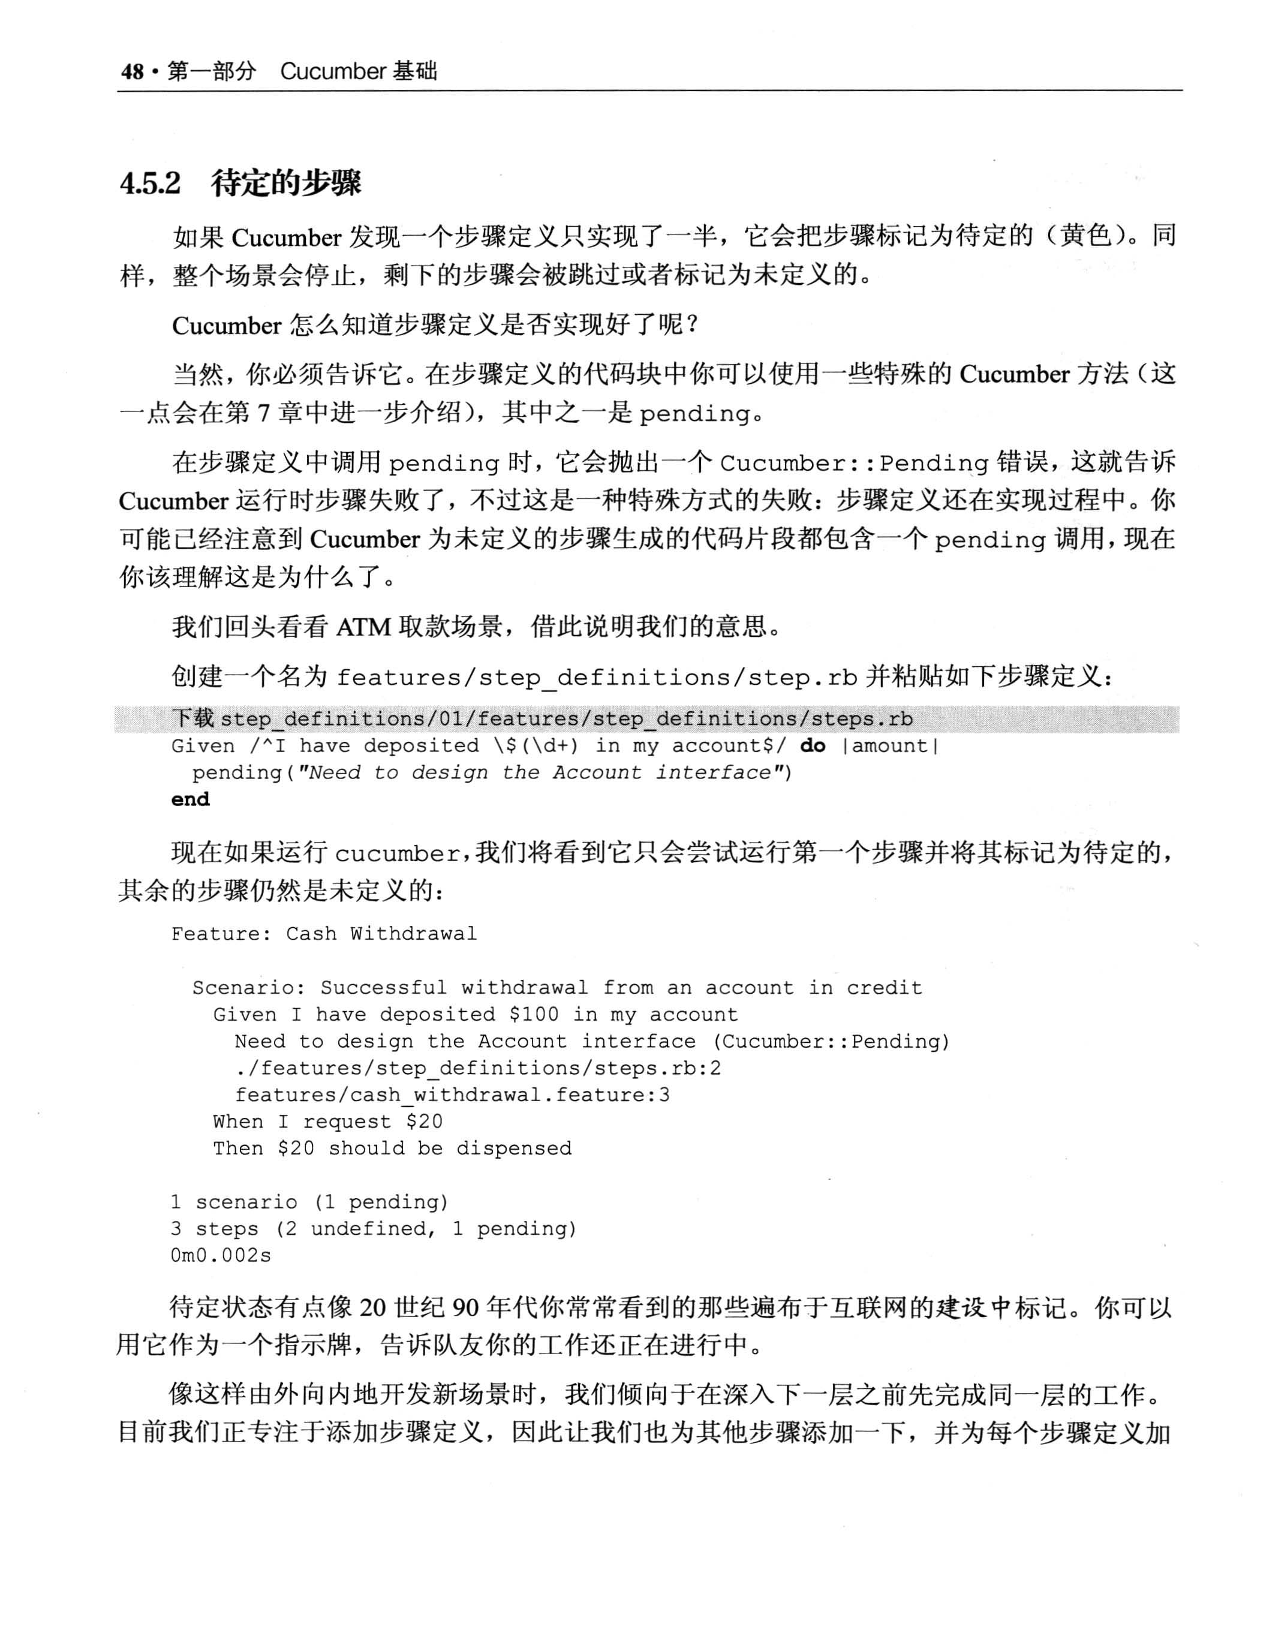 48 • 第一部分 Cucumber 基础
4.5.2 待定的步骤
如果 Cucumber 发现一个步骤定义只实现了一半，它会把步骤标记为待定的（黄色）。同
样，整个场景会停止，剩下的步骤会被跳过或者标记为未定义的。
Cucumber 怎么知道步骤定义是否实现好了呢？
当然，你必须告诉它。在步骤定义的代码块中你可以使用一些特殊的 Cucumber 方法（这
一点会在第 7 章中进一步介绍），其中之一是 pending。
在步骤定义中调用 pending 时，它会抛出一个 Cucumber::Pending 错误，这就告诉
Cucumber 运行时步骤失败了，不过这是一种特殊方式的失败：步骤定义还在实现过程中。你
可能已经注意到 Cucumber 为未定义的步骤生成的代码片段都包含一个 pending 调用，现在
你该理解这是为什么了。
我们回头看看 ATM 取款场景，借此说明我们的意思。
创建一个名为 features/step_definitions/step.rb 并粘贴如下步骤定义：
下载 step_definitions/01/features/step_definitions/steps.rb
Given /^I have deposited \$(\d+) in my account$/ do |amount|
  pending("Need to design the Account interface")
end
现在如果运行 cucumber，我们将看到它只会尝试运行第一个步骤并将其标记为待定的，
其余的步骤仍然是未定义的：
Feature: Cash Withdrawal
  Scenario: Successful withdrawal from an account in credit
    Given I have deposited $100 in my account
      Need to design the Account interface (Cucumber::Pending)
      ./features/step_definitions/steps.rb:2
      features/cash_withdrawal.feature:3
    When I request $20
    Then $20 should be dispensed
1 scenario (1 pending)
3 steps (2 undefined, 1 pending)
0m0.002s
待定状态有点像 20 世纪 90 年代你常常看到的那些遍布于互联网的建设中标记。你可以
用它作为一个指示牌，告诉队友你的工作还正在进行中。
像这样由外向内地开发新场景时，我们倾向于在深入下一层之前先完成同一层的工作。
目前我们正专注于添加步骤定义，因此让我们也为其他步骤添加一下，并为每个步骤定义加